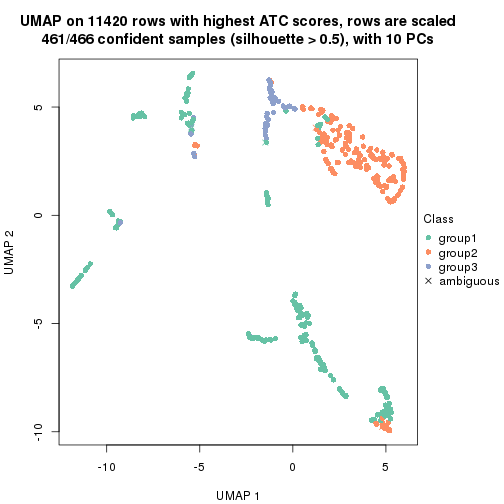 UMAP on 11420 rows with highest ATC scores, rows are scaled
461/466 confident samples (silhouette > 0.5), with 10 PCs
5
0
-5
-10
UMAP 2
-10
-5
0
5
UMAP 1
Class
group1
group2
group3
ambiguous